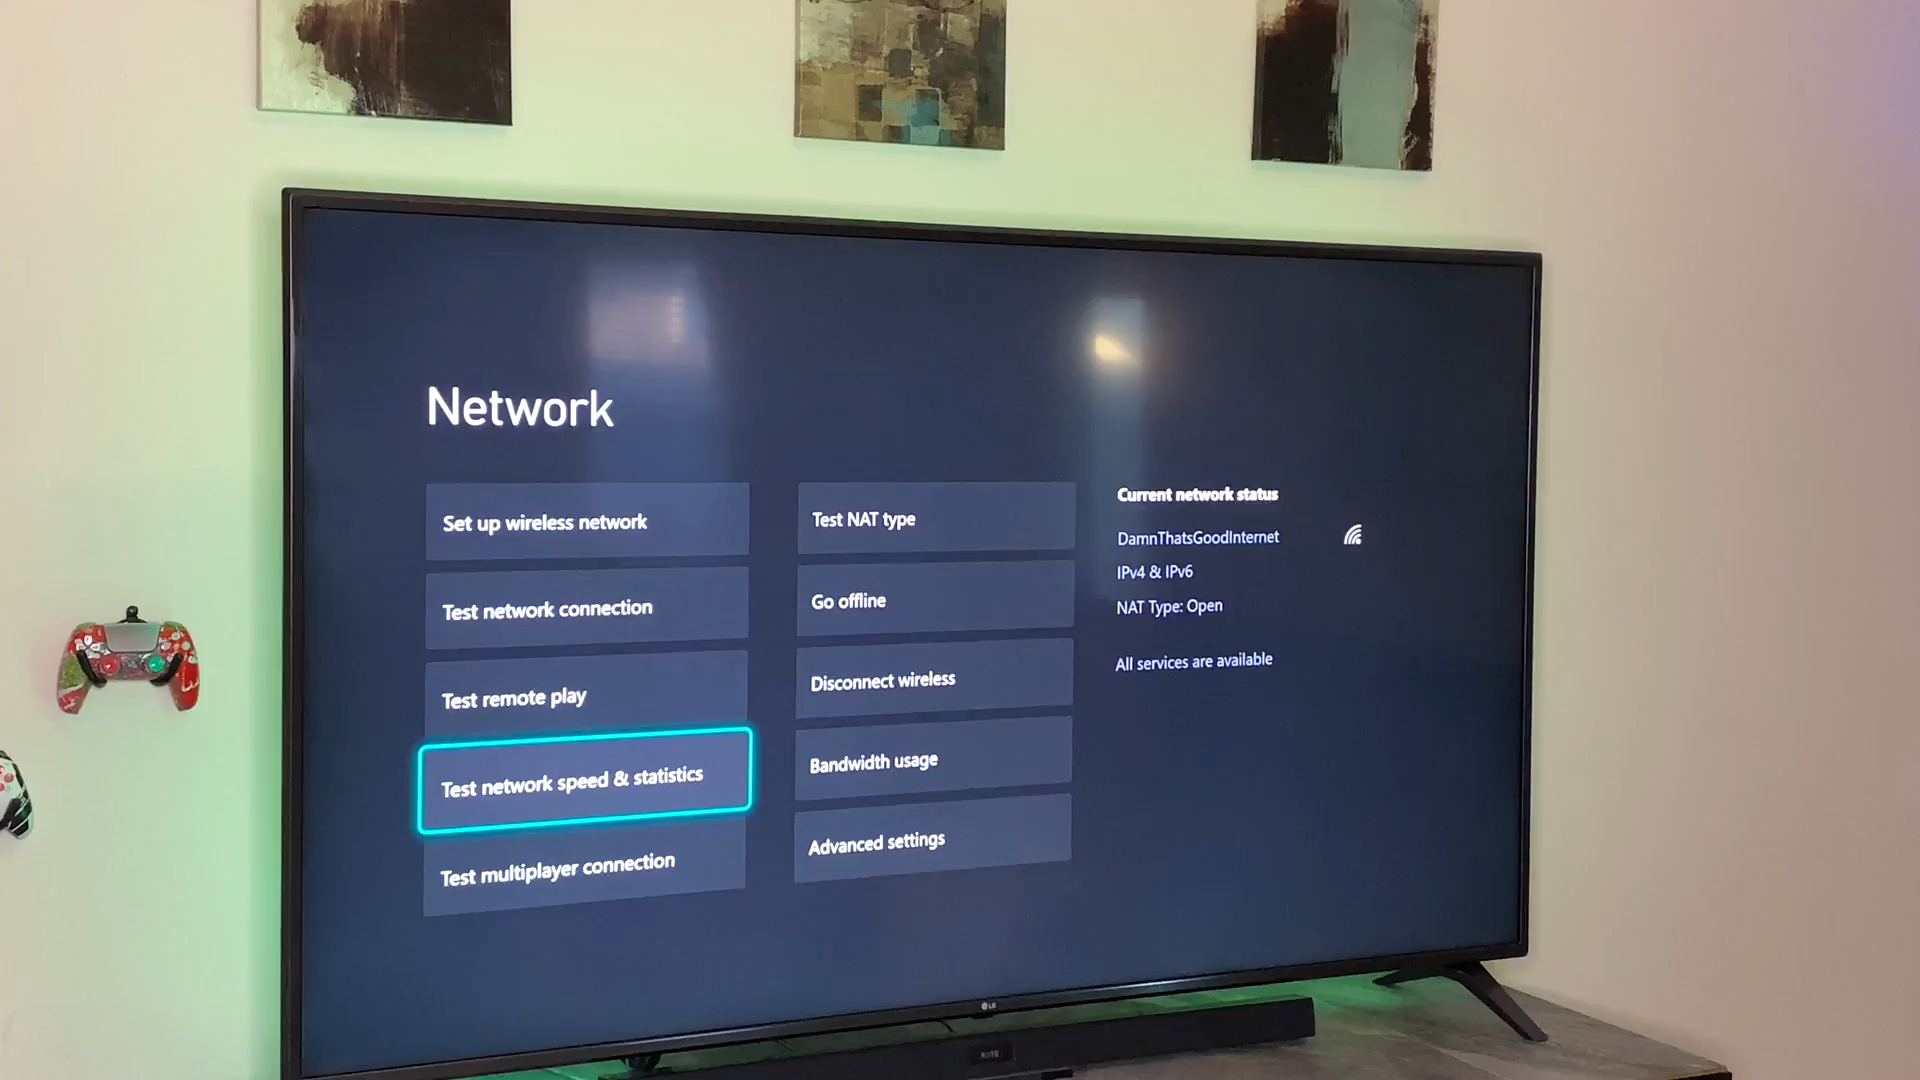 Network
Set up wireless network
Test network connection
Test remote play
Test network speed & statistics
Test multiplayer connection
Test NAT type
Go offline
Disconnect wireless
Bandwidth usage
Advanced settings
Current network status
DamnThatsGoodInternet
IPv4 & IPv6
NAT Type: Open
All services are available
LG